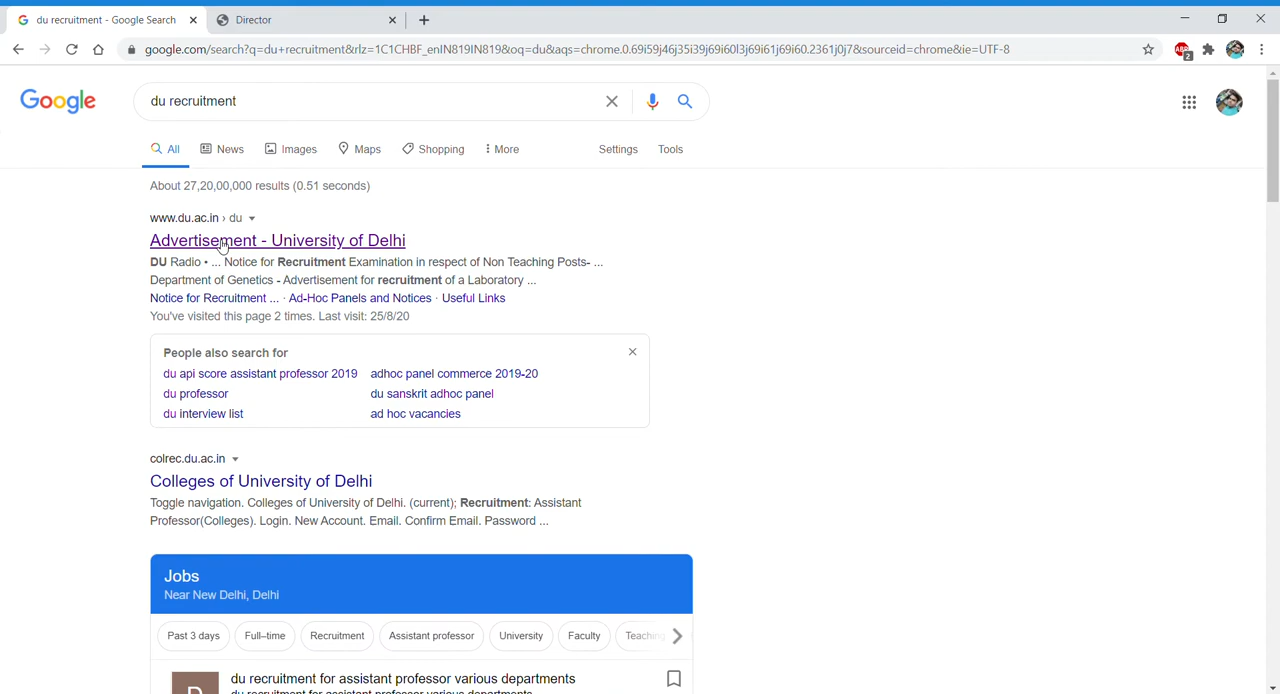 du recruitment - Google Search
Director
google.com/search?q=du+recruitment&rlz=1C1CHBF_enIN819IN819&oq=du&aqs=chrome.0.69i59j46j35i39j69i60l3j69i61j69i60.2361j0j7&sourceid=chrome&ie=UTF-8
ABP
2
Google
du recruitment
All
News
Images
Maps
Shopping
More
Settings
Tools
About 27,20,00,000 results (0.51 seconds)
www.du.ac.in › du
Advertisement - University of Delhi
DU Radio • ... Notice for Recruitment Examination in respect of Non Teaching Posts- ...
Department of Genetics - Advertisement for recruitment of a Laboratory ...
Notice for Recruitment ... · Ad-Hoc Panels and Notices · Useful Links
You've visited this page 2 times. Last visit: 25/8/20
People also search for
du api score assistant professor 2019 adhoc panel commerce 2019-20
du professor du sanskrit adhoc panel
du interview list ad hoc vacancies
colrec.du.ac.in
Colleges of University of Delhi
Toggle navigation. Colleges of University of Delhi. (current); Recruitment: Assistant
Professor(Colleges). Login. New Account. Email. Confirm Email. Password ...
Jobs
Near New Delhi, Delhi
Past 3 days
Full–time
Recruitment
Assistant professor
University
Faculty
Teaching
D
du recruitment for assistant professor various departments
du recruitment for assistant professor various departments